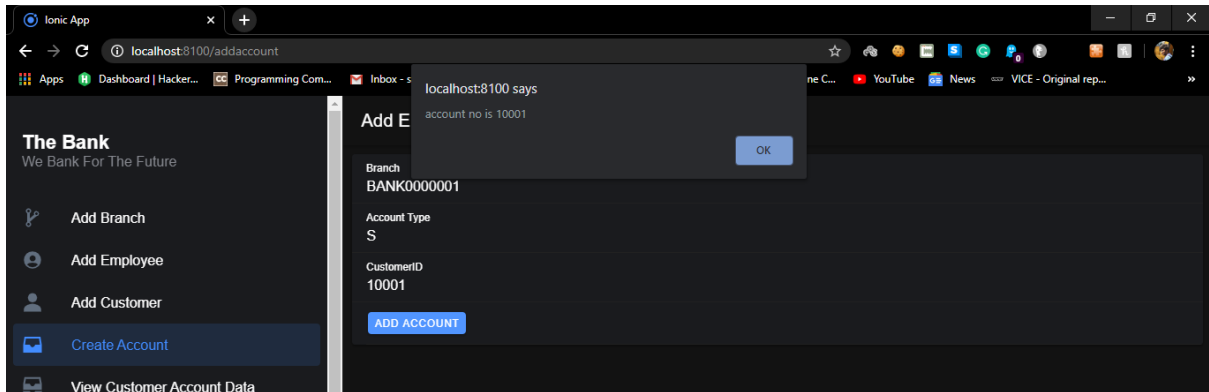 Ionic App
localhost:8100/addaccount
Apps Dashboard | Hacker... Programming Com... Inbox - s ne C... YouTube GE News VICE - Original rep... »
localhost:8100 says
account no is 10001
OK
The Bank
We Bank For The Future
Add Branch
Add Employee
Add Customer
Create Account
View Customer Account Data
Add E
Branch
BANK0000001
Account Type
S
CustomerID
10001
ADD ACCOUNT